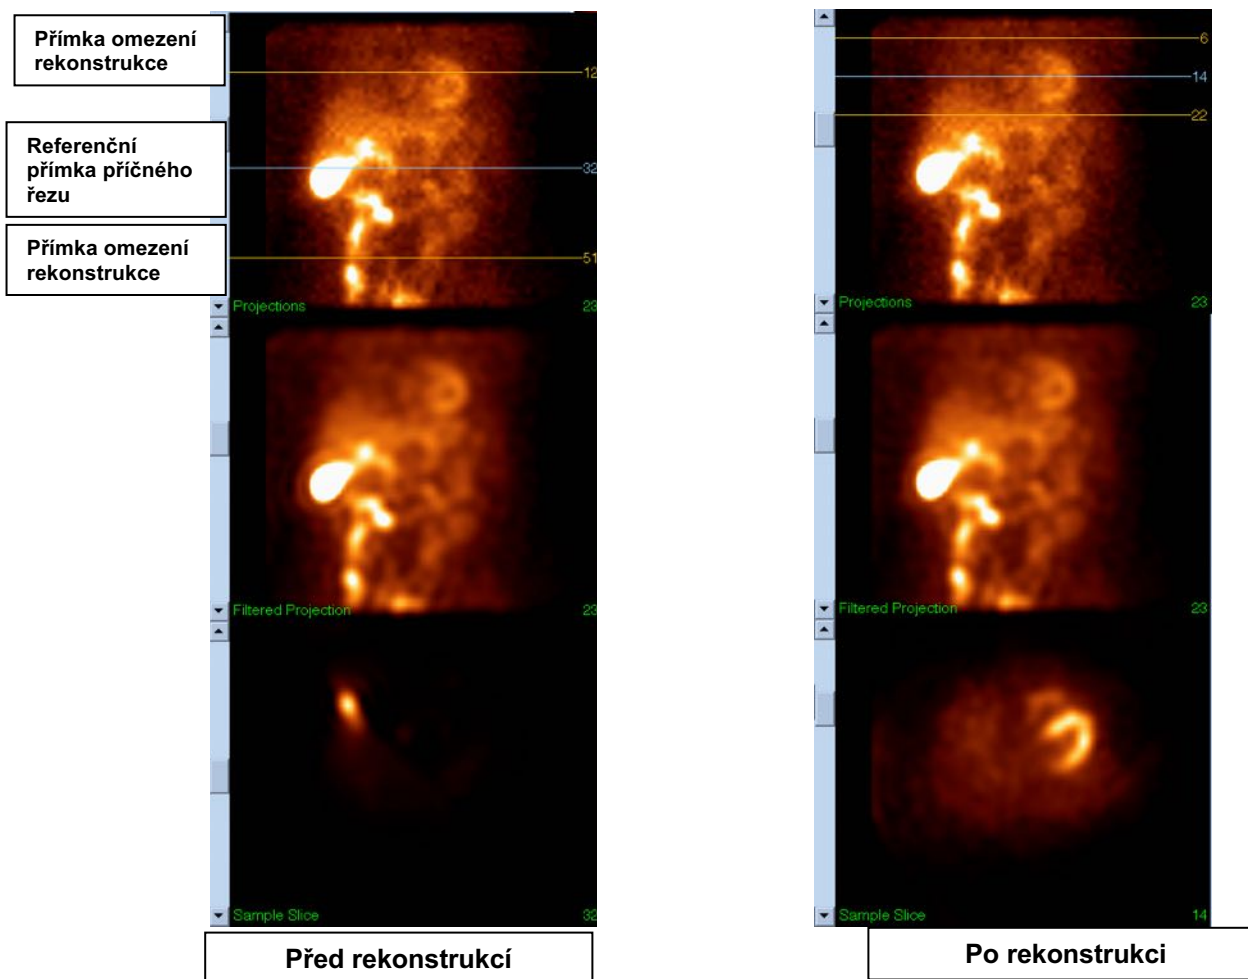 Přímka omezení
rekonstrukce
Referenční
přímka příčného
řezu
Přímka omezení
rekonstrukce
12
32
51
Projections 23
Filtered Projection 23
Sample Slice 32
Před rekonstrukcí
6
14
22
Projections 23
Filtered Projection 23
Sample Slice 14
Po rekonstrukci